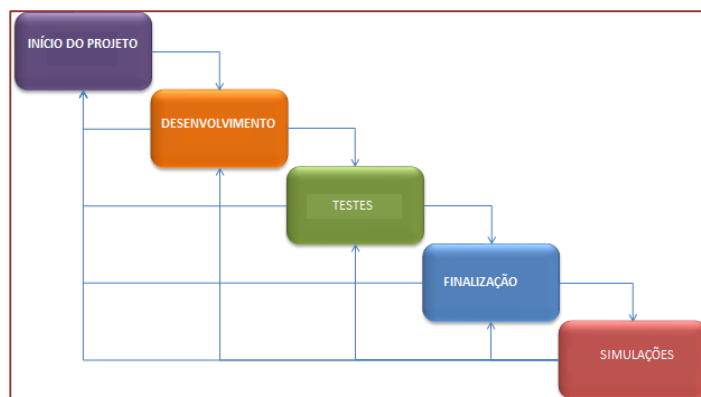 INÍCIO DO PROJETO
DESENVOLVIMENTO
TESTES
FINALIZAÇÃO
SIMULAÇÕES